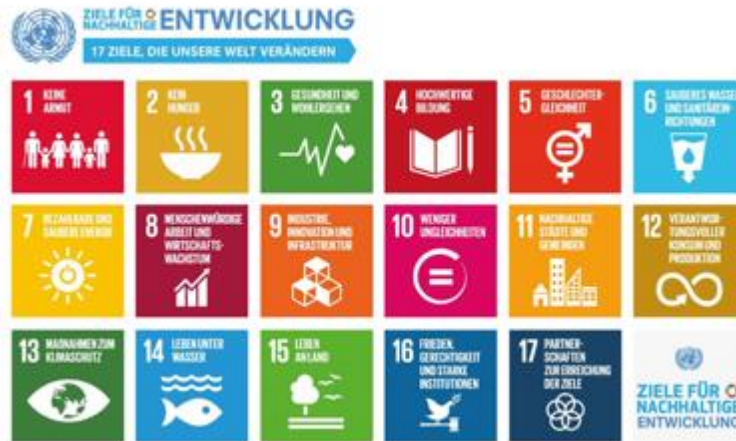 ZIELE FÜR
NACHHALTIGE ENTWICKLUNG
17 ZIELE, DIE UNSERE WELT VERÄNDERN
1 KEINE
ARMUT
2 KEIN
HUNGER
3 GESUNDHEIT UND
WOHLERGEHEN
4 HOCHWERTIGE
BILDUNG
5 GESCHLECHTER-
GLEICHHEIT
6 SAUBERES WASSE
UND SANITÄREIN-
RICHTUNGEN
7 BEZAHLBARE UND
SAUBERE ENERGIE
8 MENSCHENWÜRDIGE
ARBEIT UND
WIRTSCHAFTS-
WACHSTUM
9 INDUSTRIE,
INNOVATION UND
INFRASTRUKTUR
10 WENIGER
UNGLEICHHEITEN
11 NACHHALTIGE
STÄDTE UND
GEMEINDEN
12 VERANTWOR-
TUNGSVOLLER
KONSUM UND
PRODUKTION
13 MAßNAHMEN ZUM
KLIMASCHUTZ
14 LEBEN UNTER
WASSER
15 LEBEN
AN LAND
16 FRIEDEN,
GERECHTIGKEIT
UND STARKE
INSTITUTIONEN
17 PARTNER-
SCHAFTEN
ZUR ERREICHUNG
DER ZIELE
ZIELE FÜR
NACHHALTIGE
ENTWICKLUNG